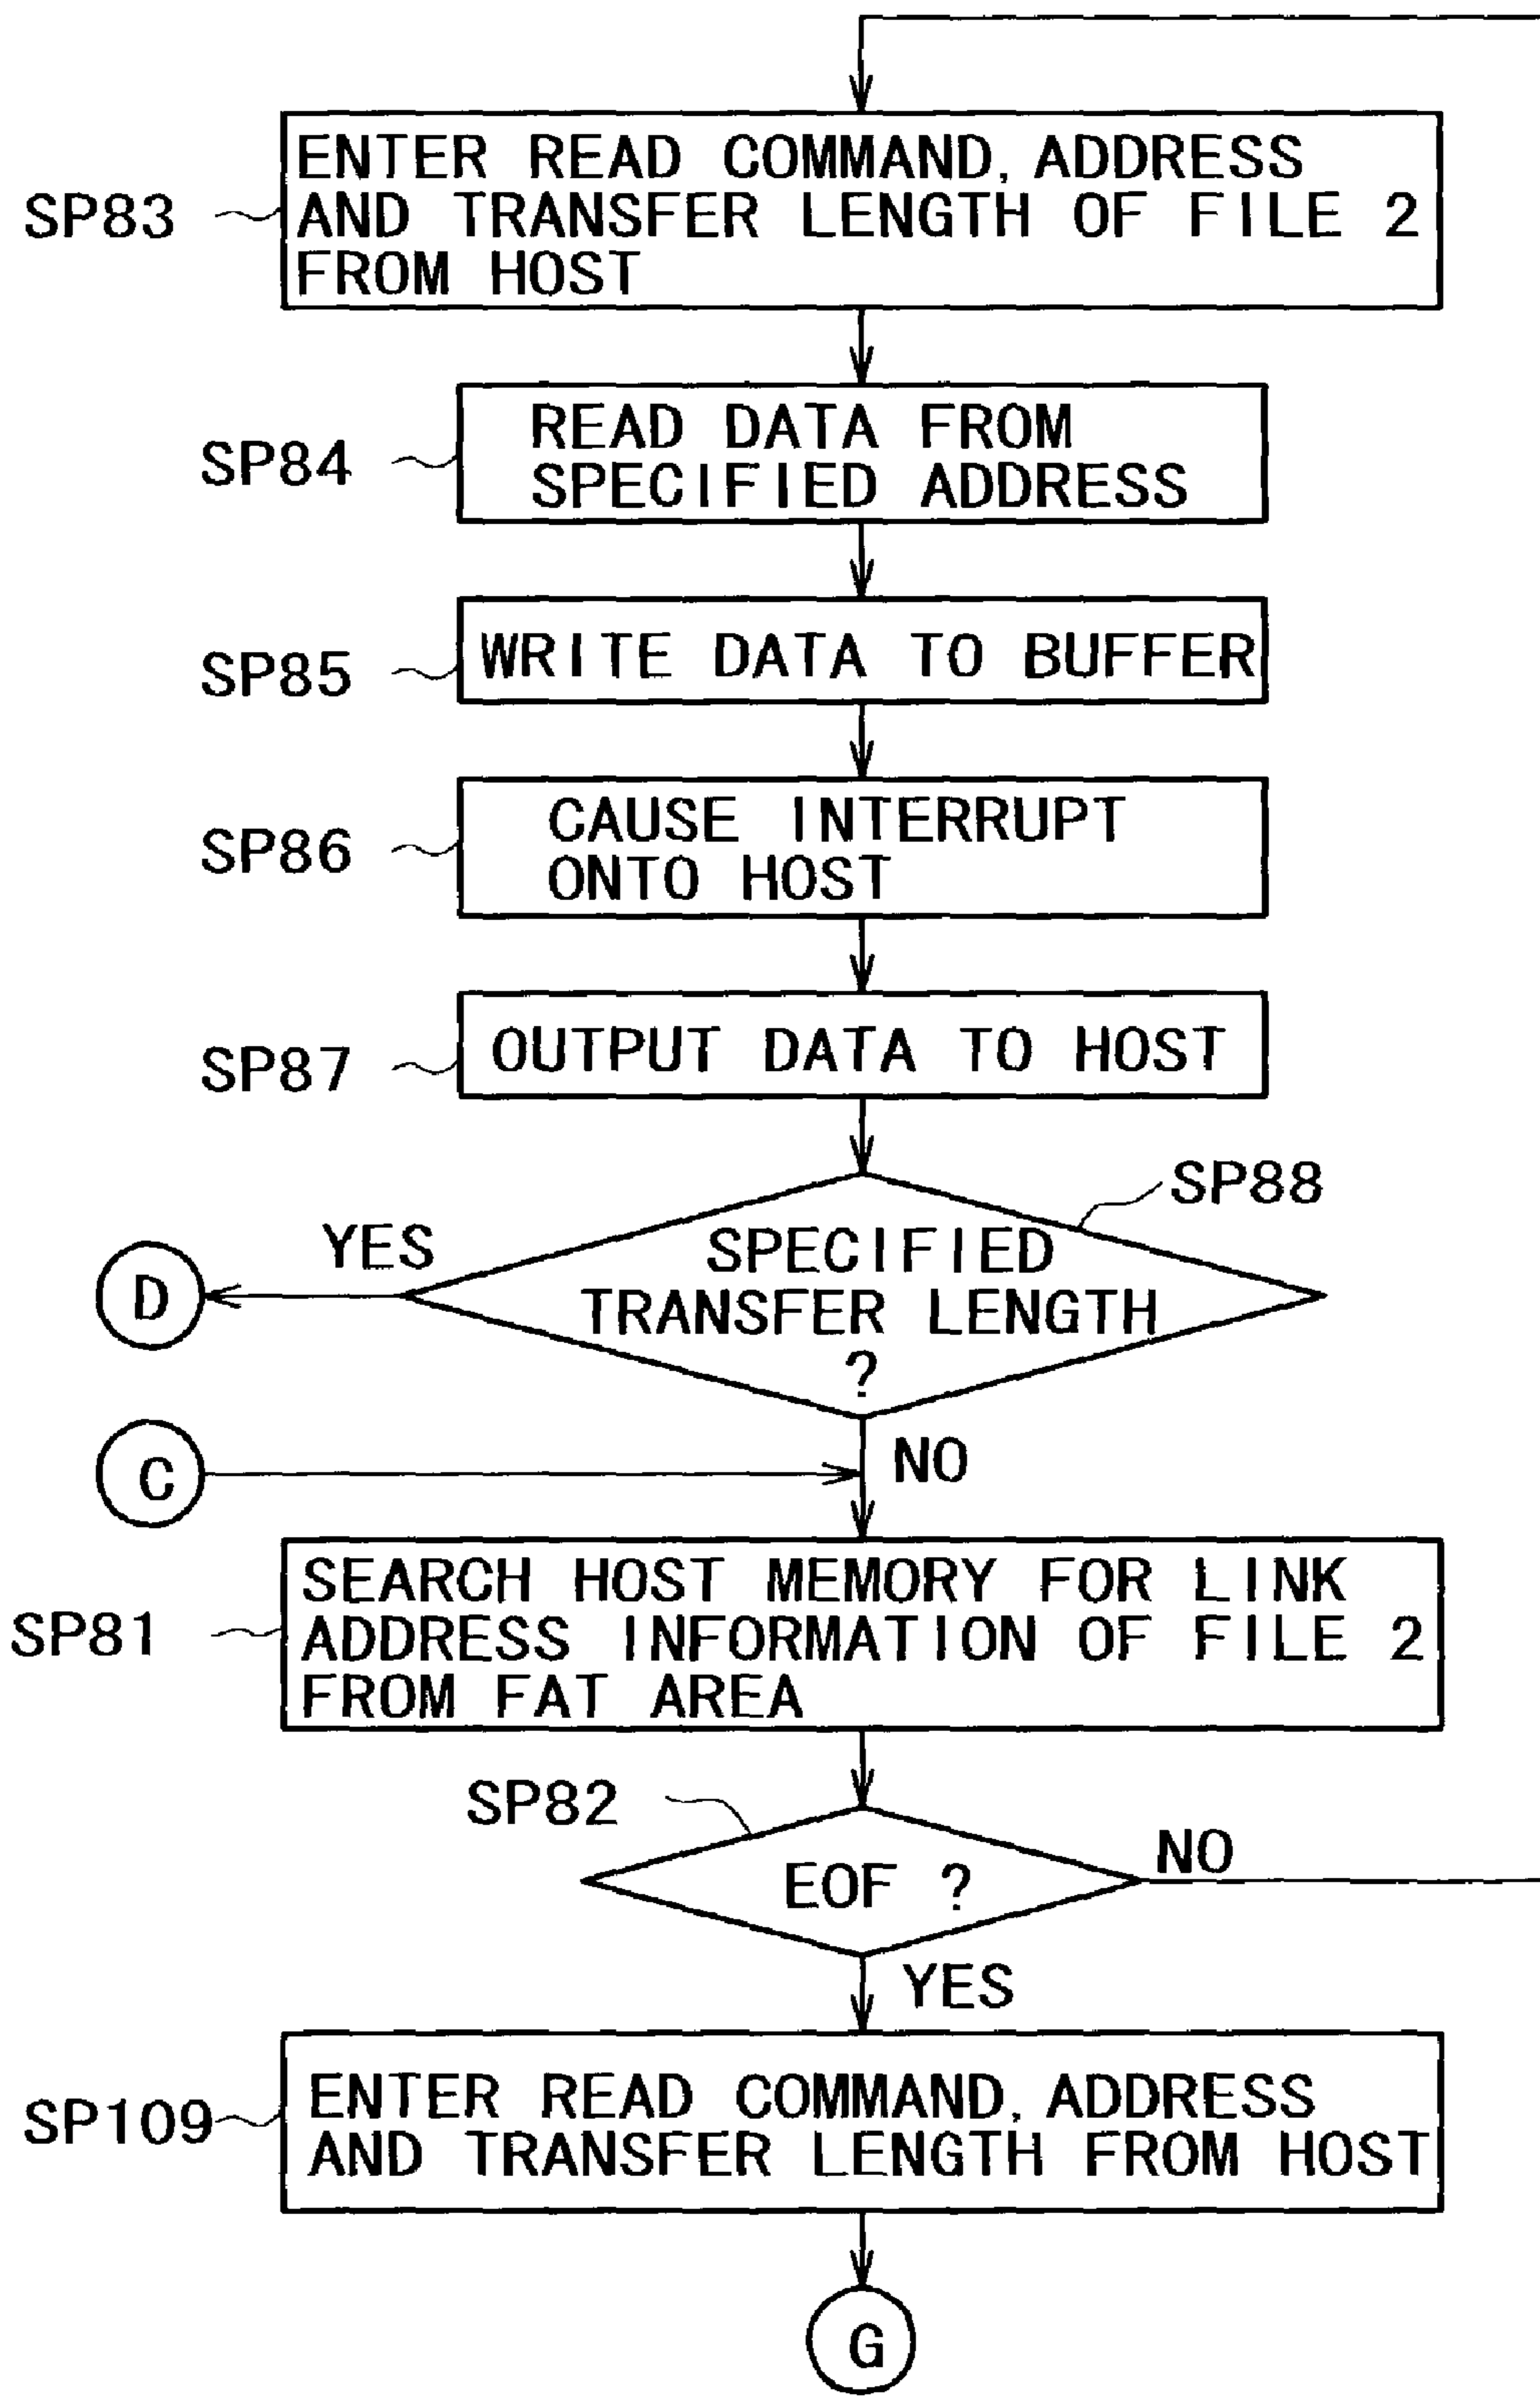 ENTER READ COMMAND, ADDRESS
SP83
AND TRANSFER LENGTH OF FILE 2
FROM HOST
READ DATA FROM
SP84
SPECIFIED ADDRESS
SP85
WRITE DATA TO BUFFER
SP86
CAUSE INTERRUPT
ONTO HOST
SP87
OUTPUT DATA TO HOST
SP88
YES
SPECIFIED
D
TRANSFER LENGTH
?
C
NO
SEARCH HOST MEMORY FOR LINK
SP81
ADDRESS INFORMATION OF FILE 2
FROM FAT AREA
SP82
NO
EOF ?
YES
SP109
ENTER READ COMMAND, ADDRESS
AND TRANSFER LENGTH FROM HOST
G